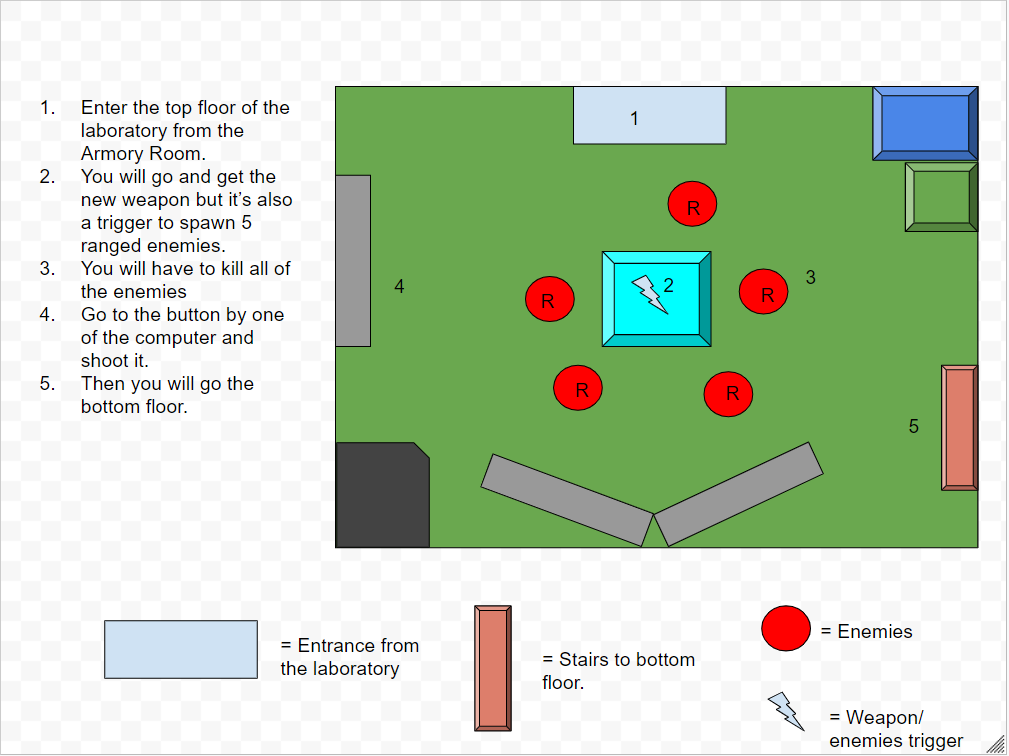 1. Enter the top floor of the
laboratory from the
Armory Room.
2. You will go and get the
new weapon but it's also
a trigger to spawn 5
ranged enemies.
3. You will have to kill all of
the enemies
4. Go to the button by one
of the computer and
shoot it.
5. Then you will go the
bottom floor.
1
R
2
3
4
R
R
R
R
5
= Entrance from
the laboratory
= Stairs to bottom
floor.
= Enemies
= Weapon/
enemies trigger